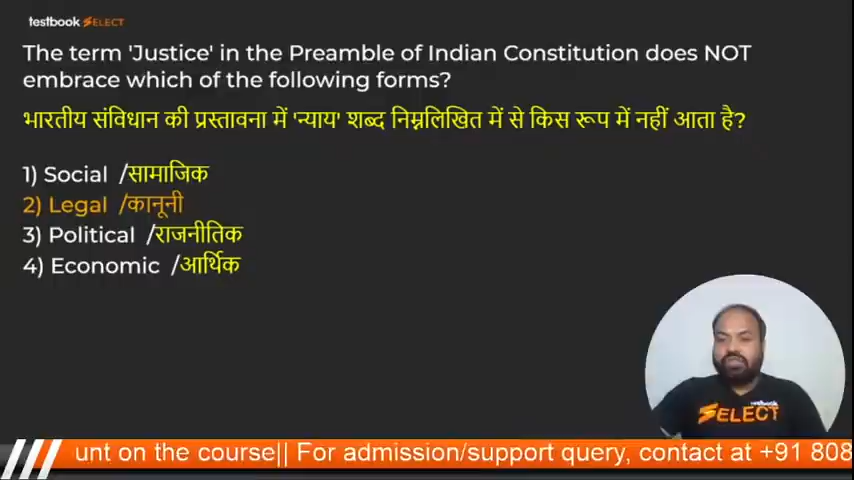 testbook SELECT
The term 'Justice' in the Preamble of Indian Constitution does NOT
embrace which of the following forms?
भारतीय संविधान की प्रस्तावना में 'न्याय' शब्द निम्नलिखित में से किस रूप में नहीं आता है?
1) Social /सामाजिक
2) Legal /कानूनी
3) Political /राजनीतिक
4) Economic /आर्थिक
testbook
SELECT
unt on the course|| For admission/support query, contact at +91 808